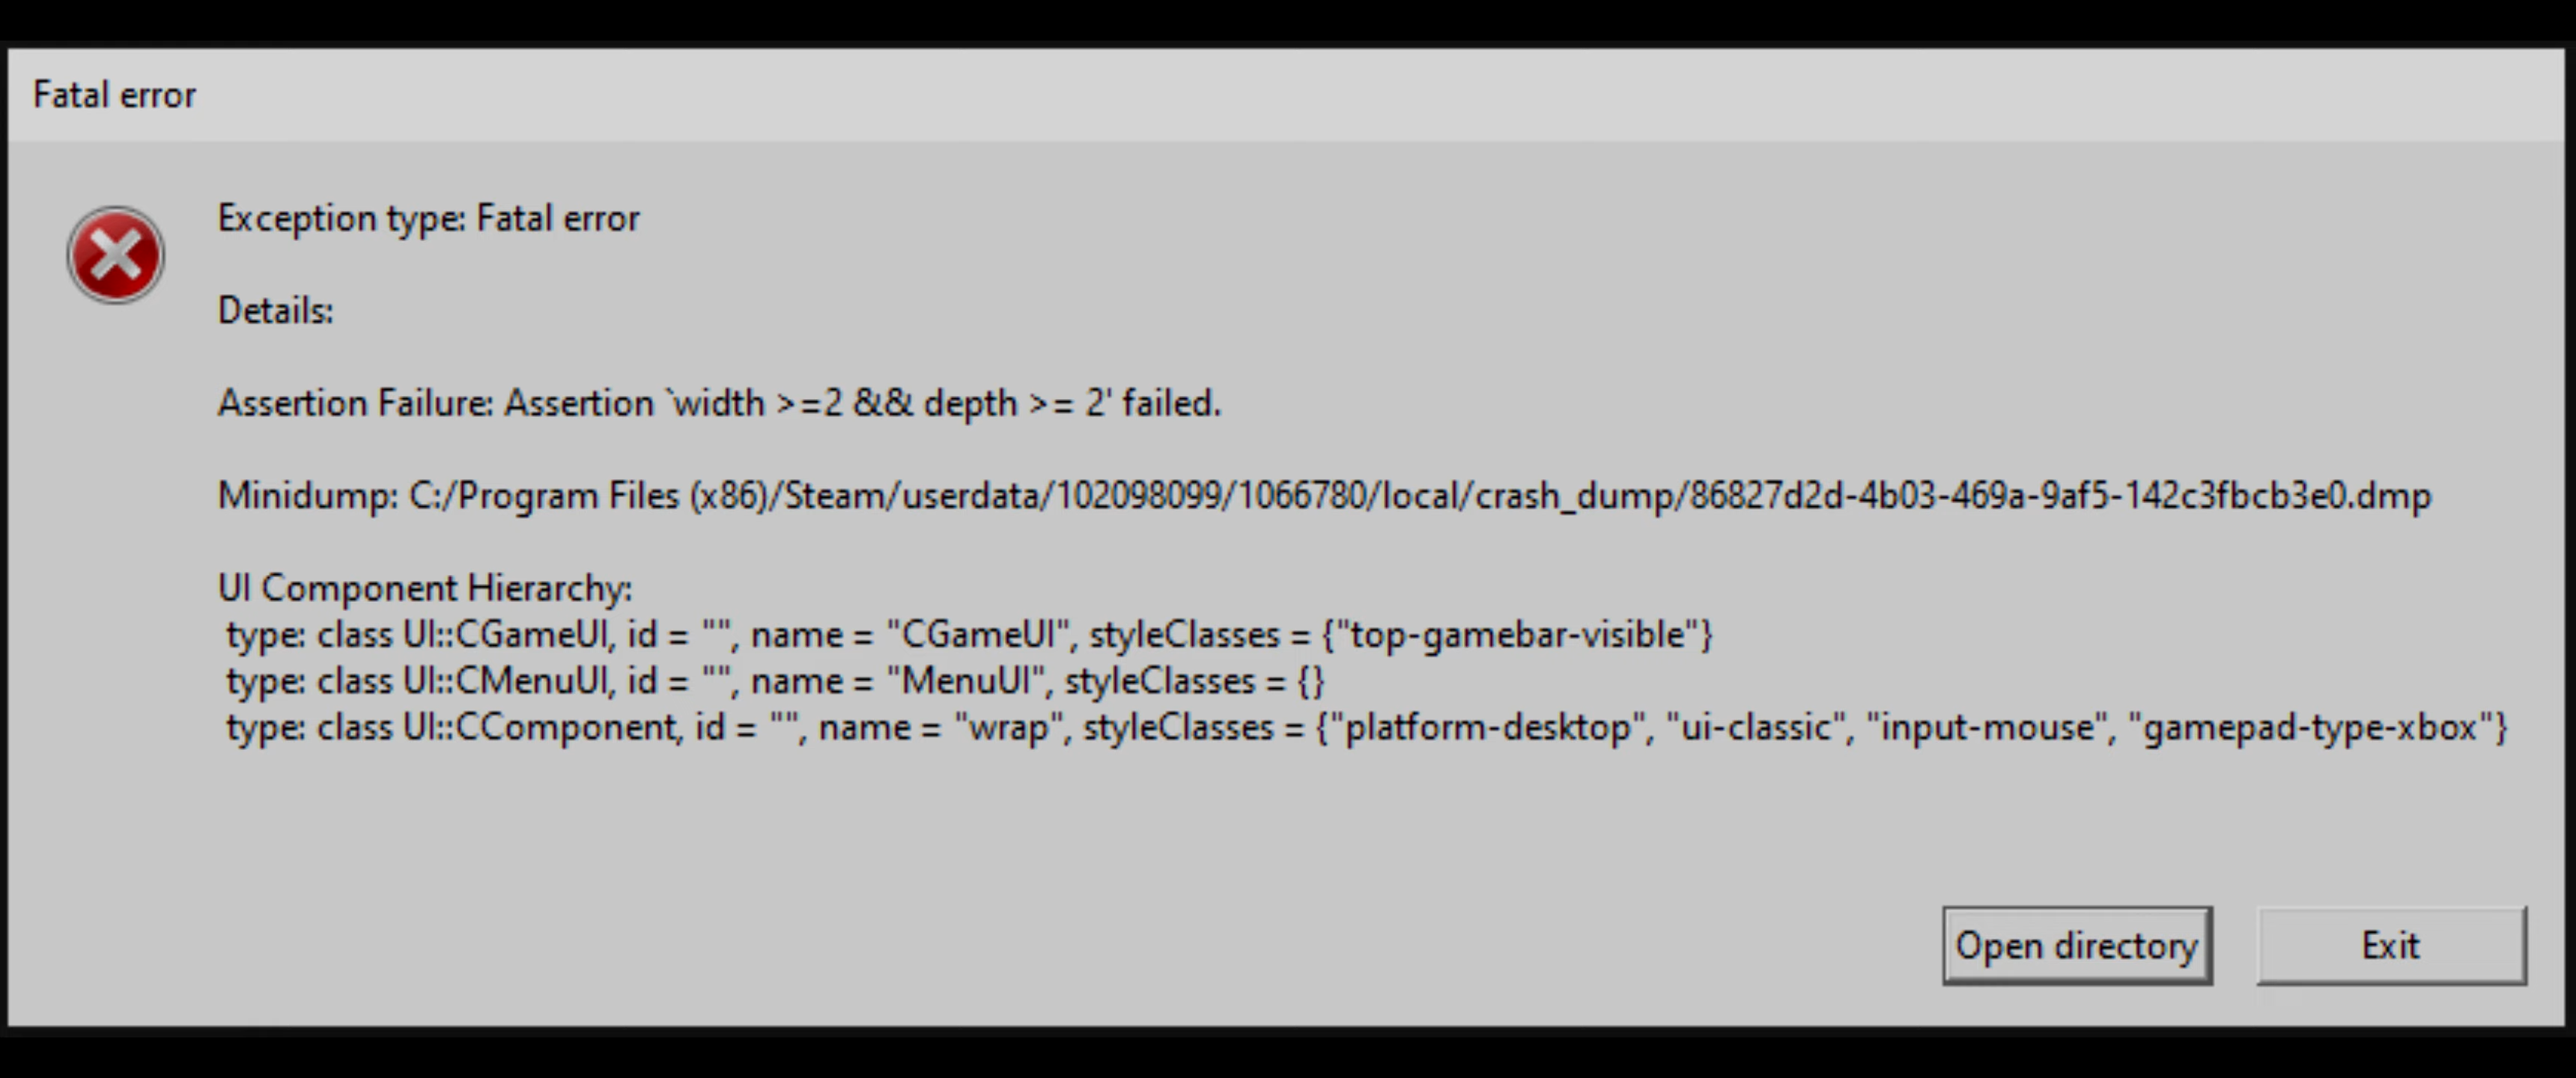 Fatal error
Exception type: Fatal error
Details:
Assertion Failure: Assertion `width >=2 && depth >= 2' failed.
Minidump: C:/Program Files (x86)/Steam/userdata/102098099/1066780/local/crash_dump/86827d2d-4b03-469a-9af5-142c3fbcb3e0.dmp
UI Component Hierarchy:
type: class UI::CGameUI, id = "", name = "CGameUI", styleClasses = {"top-gamebar-visible"}
type: class UI::CMenuUI, id = "", name = "MenuUI", styleClasses = {}
type: class UI::CComponent, id = "", name = "wrap", styleClasses = {"platform-desktop", "ui-classic", "input-mouse", "gamepad-type-xbox"}
Open directory
Exit